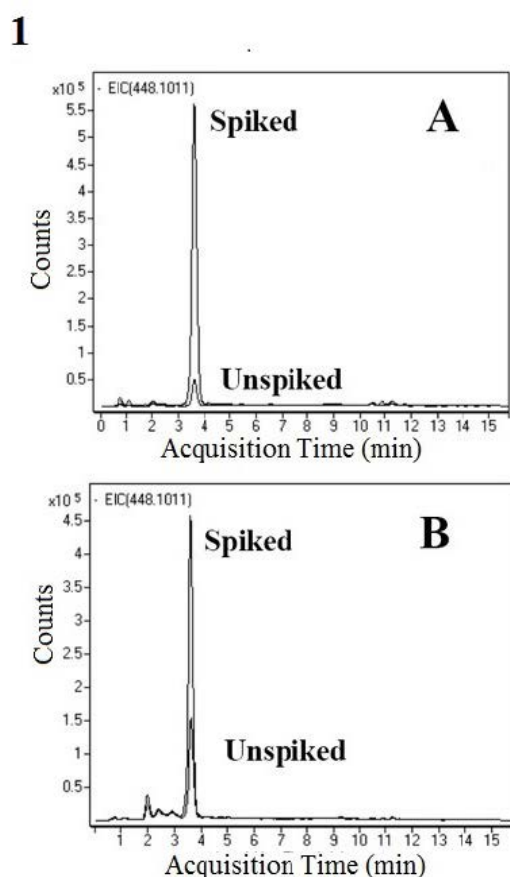 1
x10 5 - EIC(448.1011)
5.5
5
4.5
4
3.5
3
2.5
2
1.5
1
0.5
Spiked
A
Unspiked
Counts
0 1 2 3 4 5 6 7 8 9 10 11 12 13 14 15
Acquisition Time (min)
x10 5 - EIC(448.1011)
4.5
4
3.5
3
2.5
2
1.5
1
0.5
Spiked
B
Unspiked
Counts
1 2 3 4 5 6 7 8 9 10 11 12 13 14 15
Acquisition Time (min)